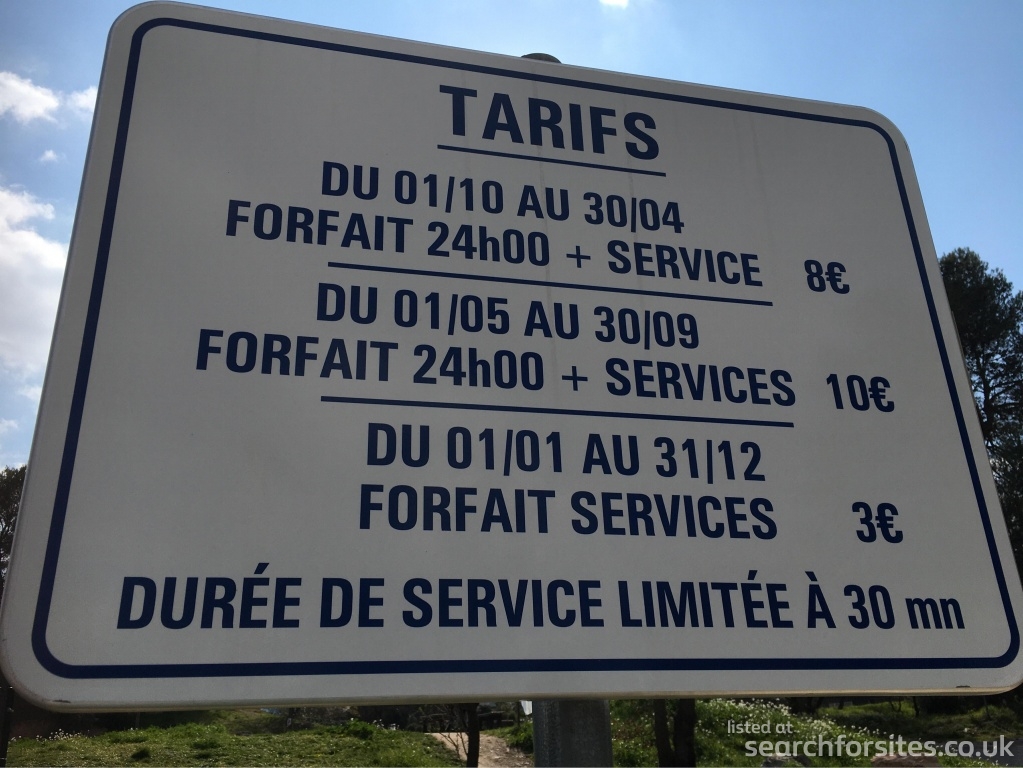 TARIFS
DU 01/10 AU 30/04
FORFAIT 24h00 + SERVICE 8€
DU 01/05 AU 30/09
FORFAIT 24h00 + SERVICES 10€
DU 01/01 AU 31/12
FORFAIT SERVICES 3€
DURÉE DE SERVICE LIMITÉE À 30 mn
listed at
searchforsites.co.uk